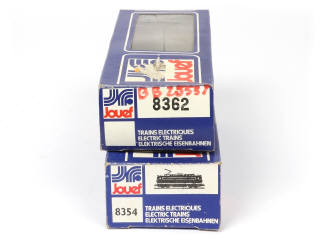 Jouef
8362
TRAINS ELECTRIQUES
ELECTRIC TRAINS
ELEKTRISCHE EISENBAHNEN
Jouef
8354
TRAINS ELECTRIQUES
ELECTRIC TRAINS
ELEKTRISCHE EISENBAHNEN